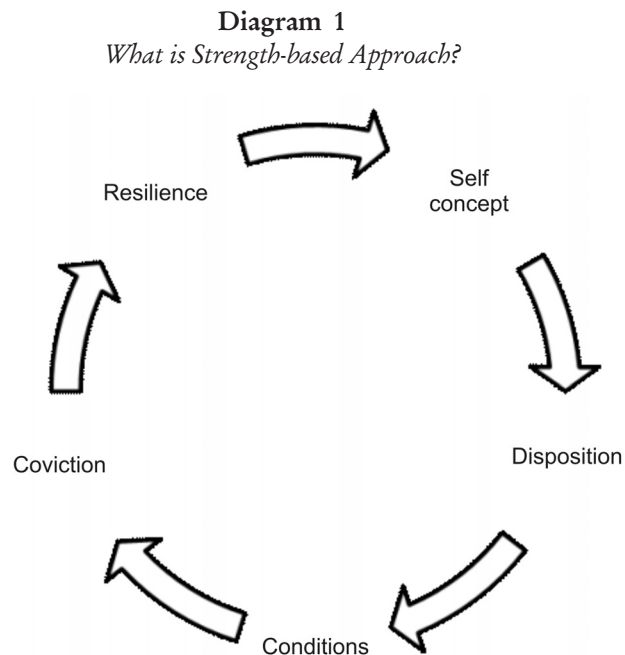 Diagram 1
What is Strength-based Approach?
Resilience
Self
concept
Disposition
Coviction
Conditions